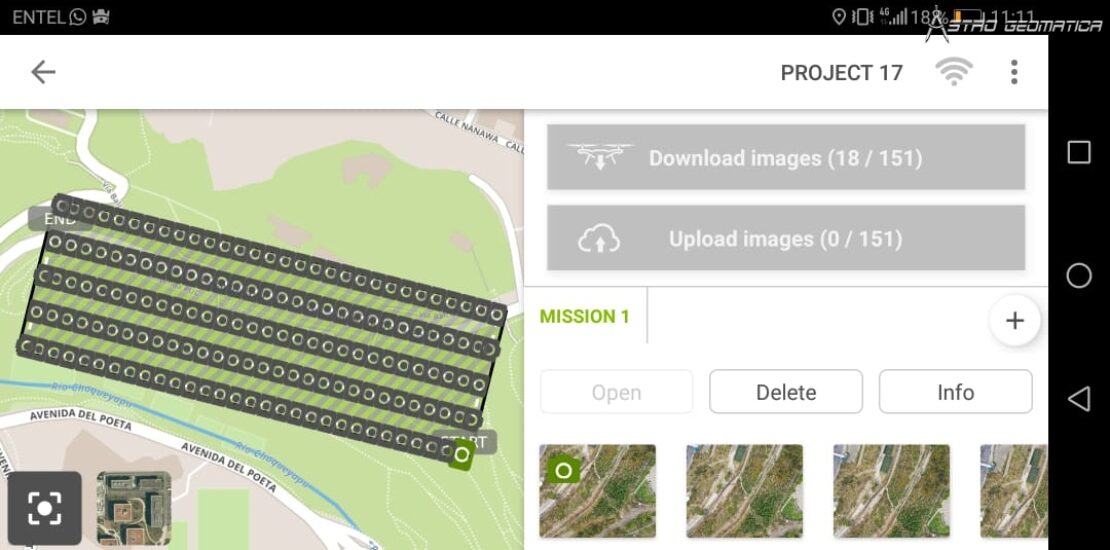 ENTEL
4G
18%
11:11
ASTRO GEOMATICA
PROJECT 17
CALLE NANAWA
CALL
Download images (18 / 151)
Upload images (0 / 151)
END
START
MISSION 1
Open
Delete
Info
Río Choqueyapu
AVENIDA DEL POETA
Río Choqueyapu
AVENIDA DEL POETA